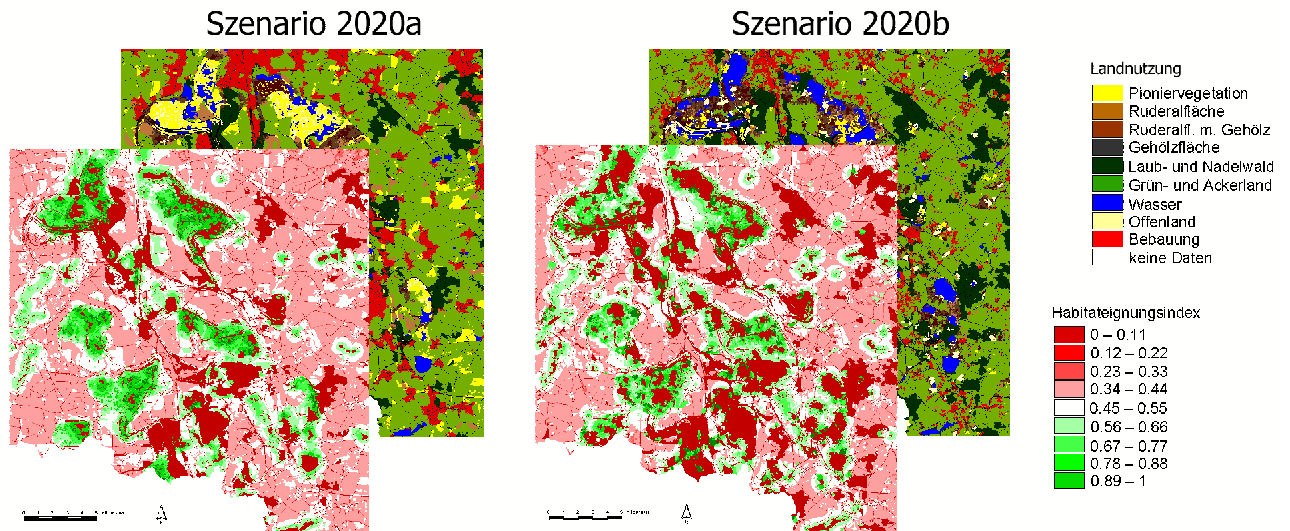 Szenario 2020a
Szenario 2020b
Landnutzung
Pioniervegetation
Ruderalfläche
Ruderalfl. m. Gehölz
Gehölzfläche
Laub- und Nadelwald
Grün- und Ackerland
Wasser
Offenland
Bebauung
keine Daten
Habitateignungsindex
0 – 0.11
0.12 – 0.22
0.23 – 0.33
0.34 – 0.44
0.45 – 0.55
0.56 – 0.66
0.67 – 0.77
0.78 – 0.88
0.89 – 1